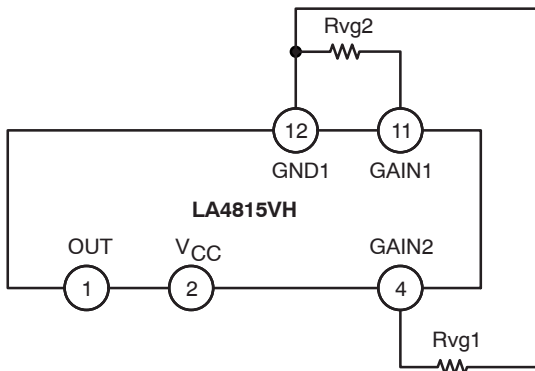 Rvg2
12
11
GND1
GAIN1
LA4815VH
OUT
VCC
GAIN2
1
2
4
Rvg1